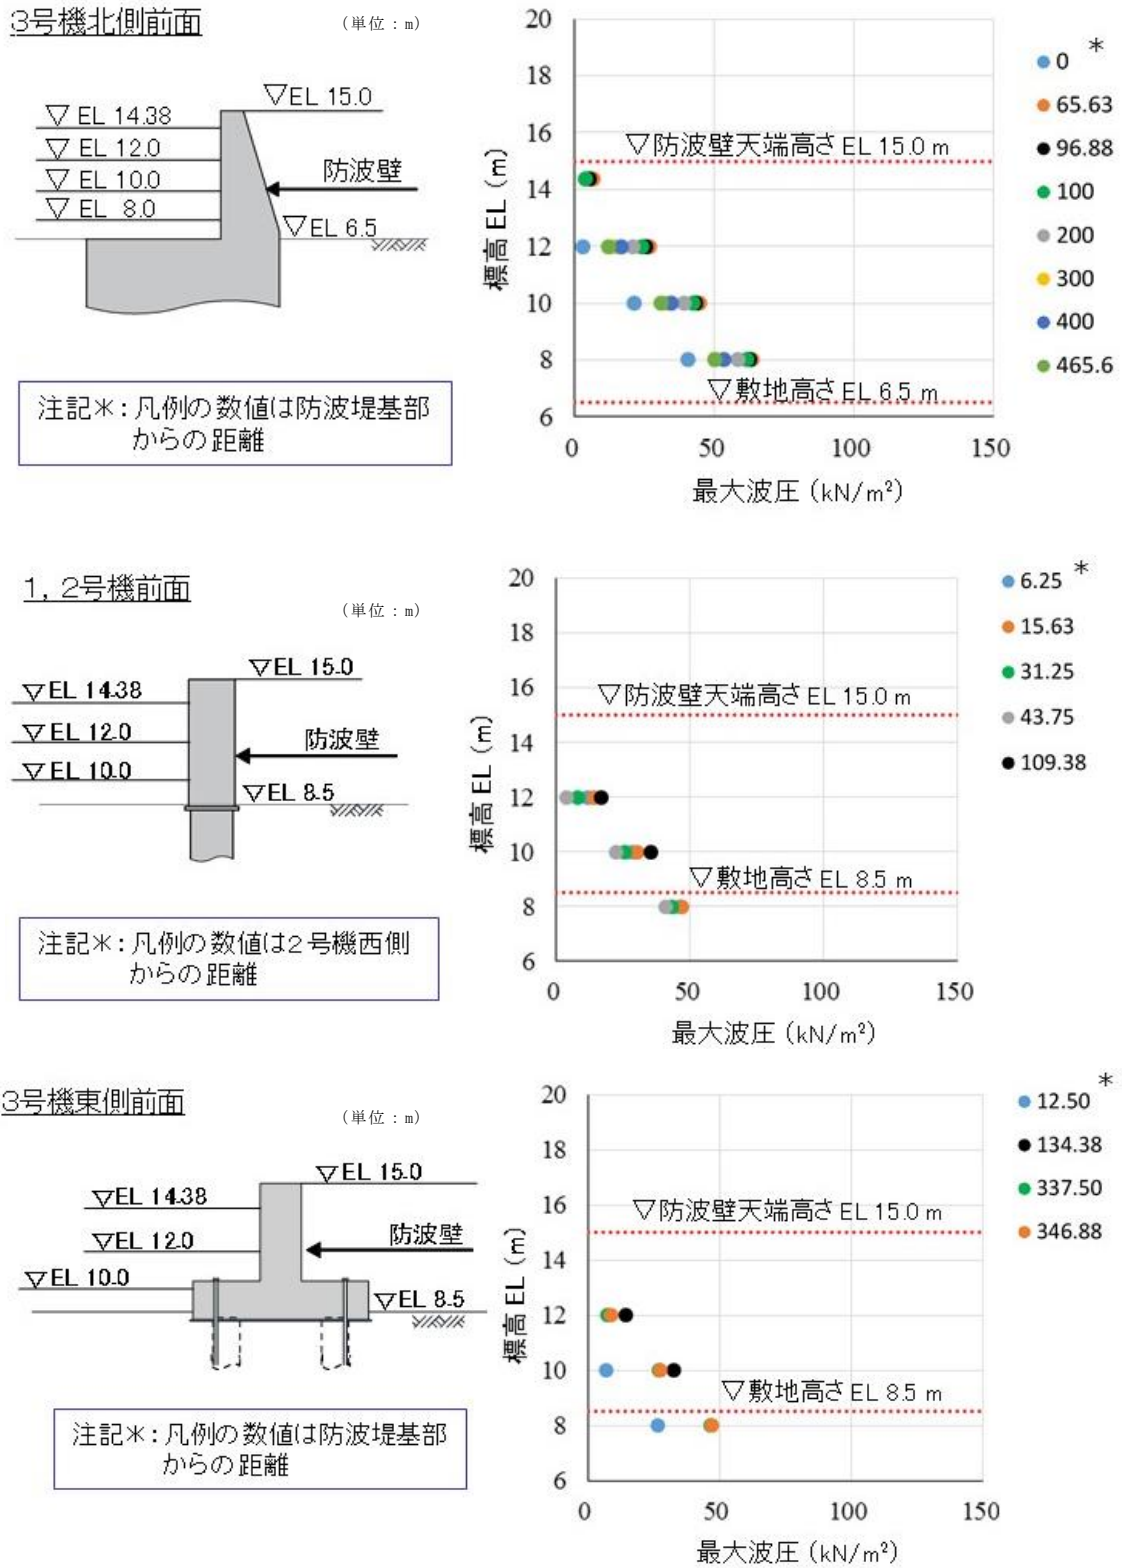 3号機北側前面
(単位:m)
▽EL 15.0
▽ EL 14.38
▽ EL 12.0
▽ EL 10.0
▽ EL 8.0
防波壁
▽EL 6.5
注記＊:凡例の数値は防波堤基部
からの距離
20
18
16
14
12
10
8
6
標高 EL (m)
▽防波壁天端高さ EL 15.0 m
▽敷地高さ EL 6.5 m
0
50
100
150
最大波圧 (kN/m²)
＊
0
65.63
96.88
100
200
300
400
465.6
1, 2号機前面
(単位:m)
▽EL 15.0
▽EL 14.38
▽EL 12.0
▽EL 10.0
防波壁
▽EL 8.5
注記＊:凡例の数値は2号機西側
からの距離
20
18
16
14
12
10
8
6
標高 EL (m)
▽防波壁天端高さ EL 15.0 m
▽敷地高さ EL 8.5 m
0
50
100
150
最大波圧 (kN/m²)
＊
6.25
15.63
31.25
43.75
109.38
3号機東側前面
(単位:m)
▽EL 15.0
▽EL 14.38
▽EL 12.0
▽EL 10.0
防波壁
▽EL 8.5
注記＊:凡例の数値は防波堤基部
からの距離
20
18
16
14
12
10
8
6
標高 EL (m)
▽防波壁天端高さ EL 15.0 m
▽敷地高さ EL 8.5 m
0
50
100
150
最大波圧 (kN/m²)
＊
12.50
134.38
337.50
346.88